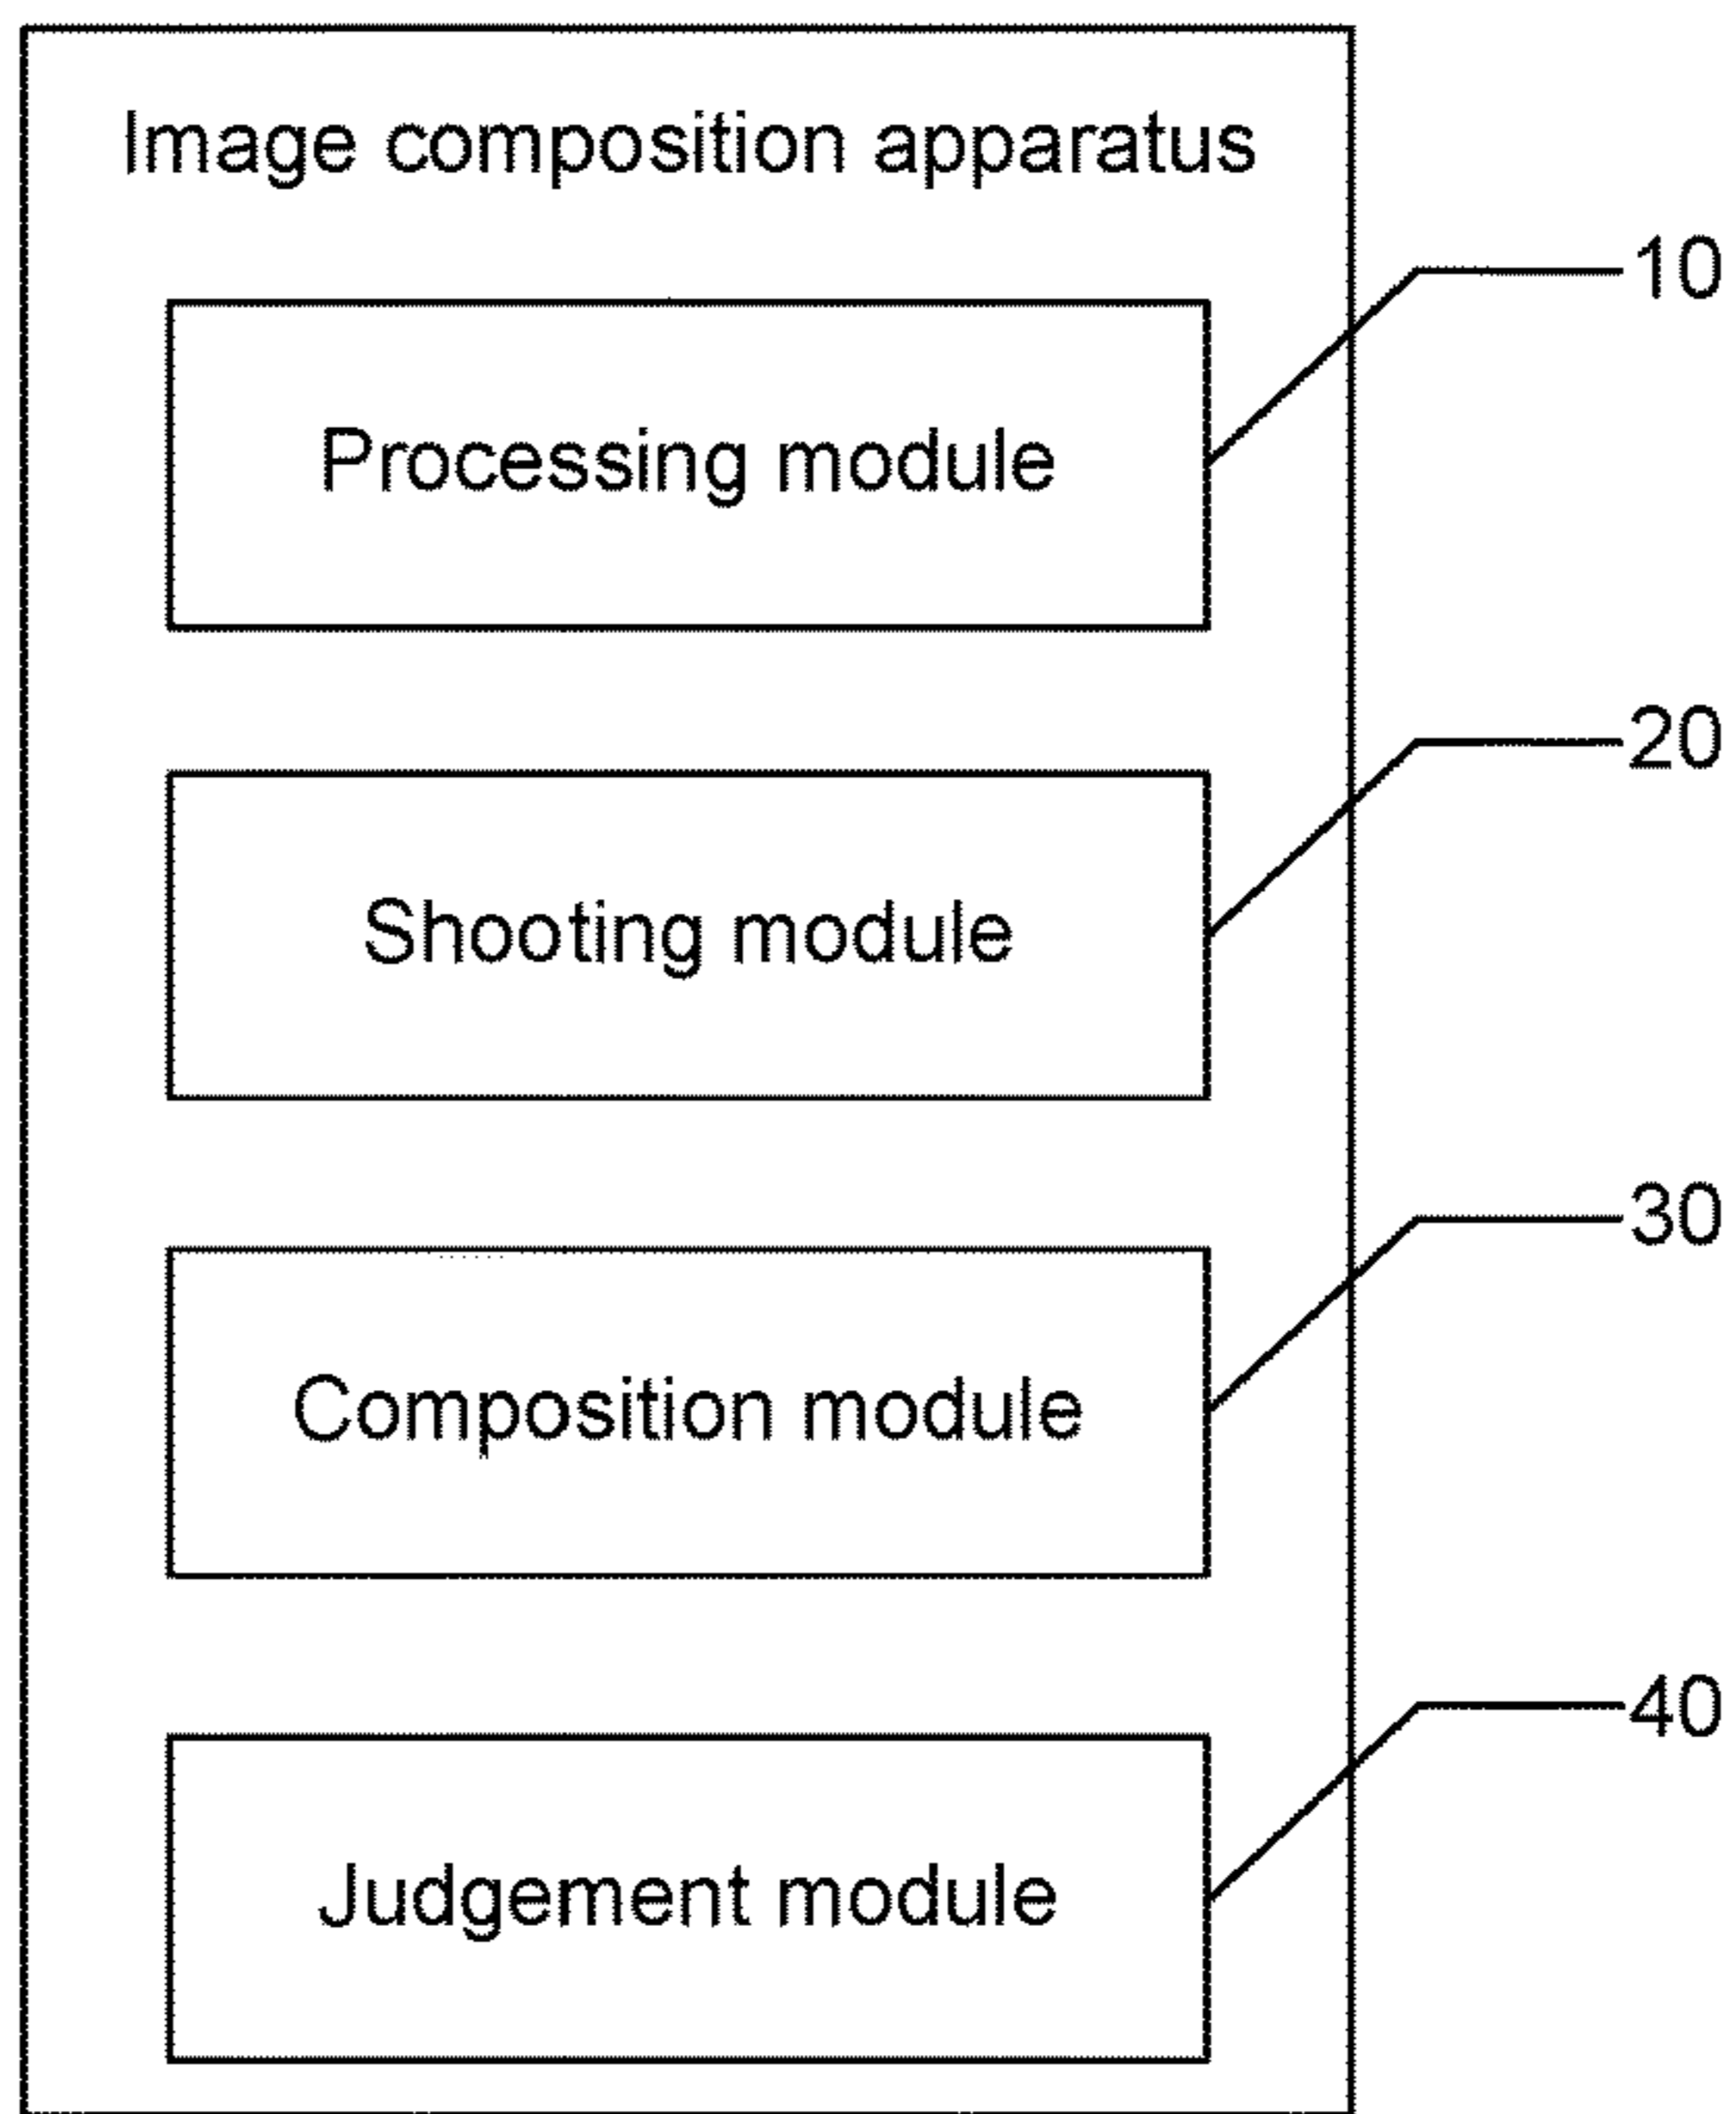 Image composition apparatus
10
Processing module
20
Shooting module
30
Composition module
40
Judgement module